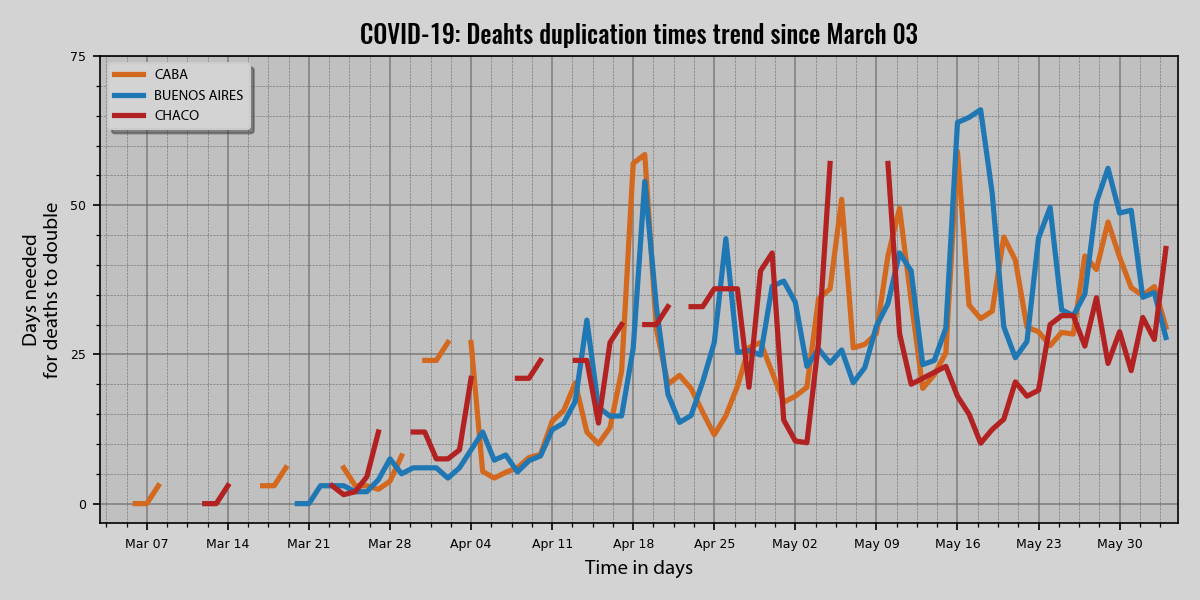 COVID-19: Deahts duplication times trend since March 03
75
50
25
0
Days needed
for deaths to double
CABA
BUENOS AIRES
CHACO
Mar 07 Mar 14 Mar 21 Mar 28 Apr 04 Apr 11 Apr 18 Apr 25 May 02 May 09 May 16 May 23 May 30
Time in days